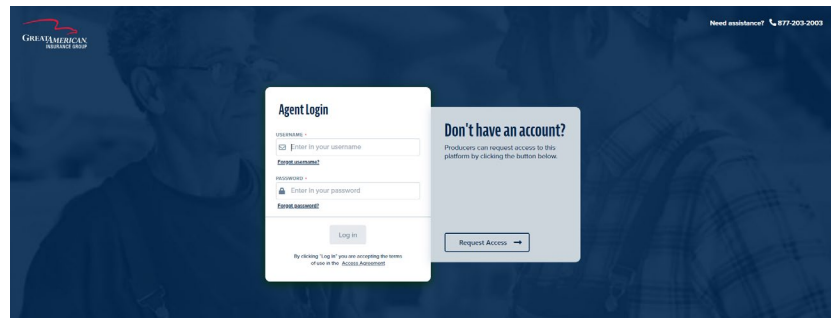 Need assistance? 877-203-2003
GREATAMERICAN
INSURANCE GROUP
Agent Login
USERNAME
Enter in your username
Forgot username?
PASSWORD
Enter in your password
Forgot password?
Log in
By clicking "Log In" you are accepting the terms
of use in the Access Agreement
Don't have an account?
Producers can request access to this
platform by clicking the button below.
Request Access →